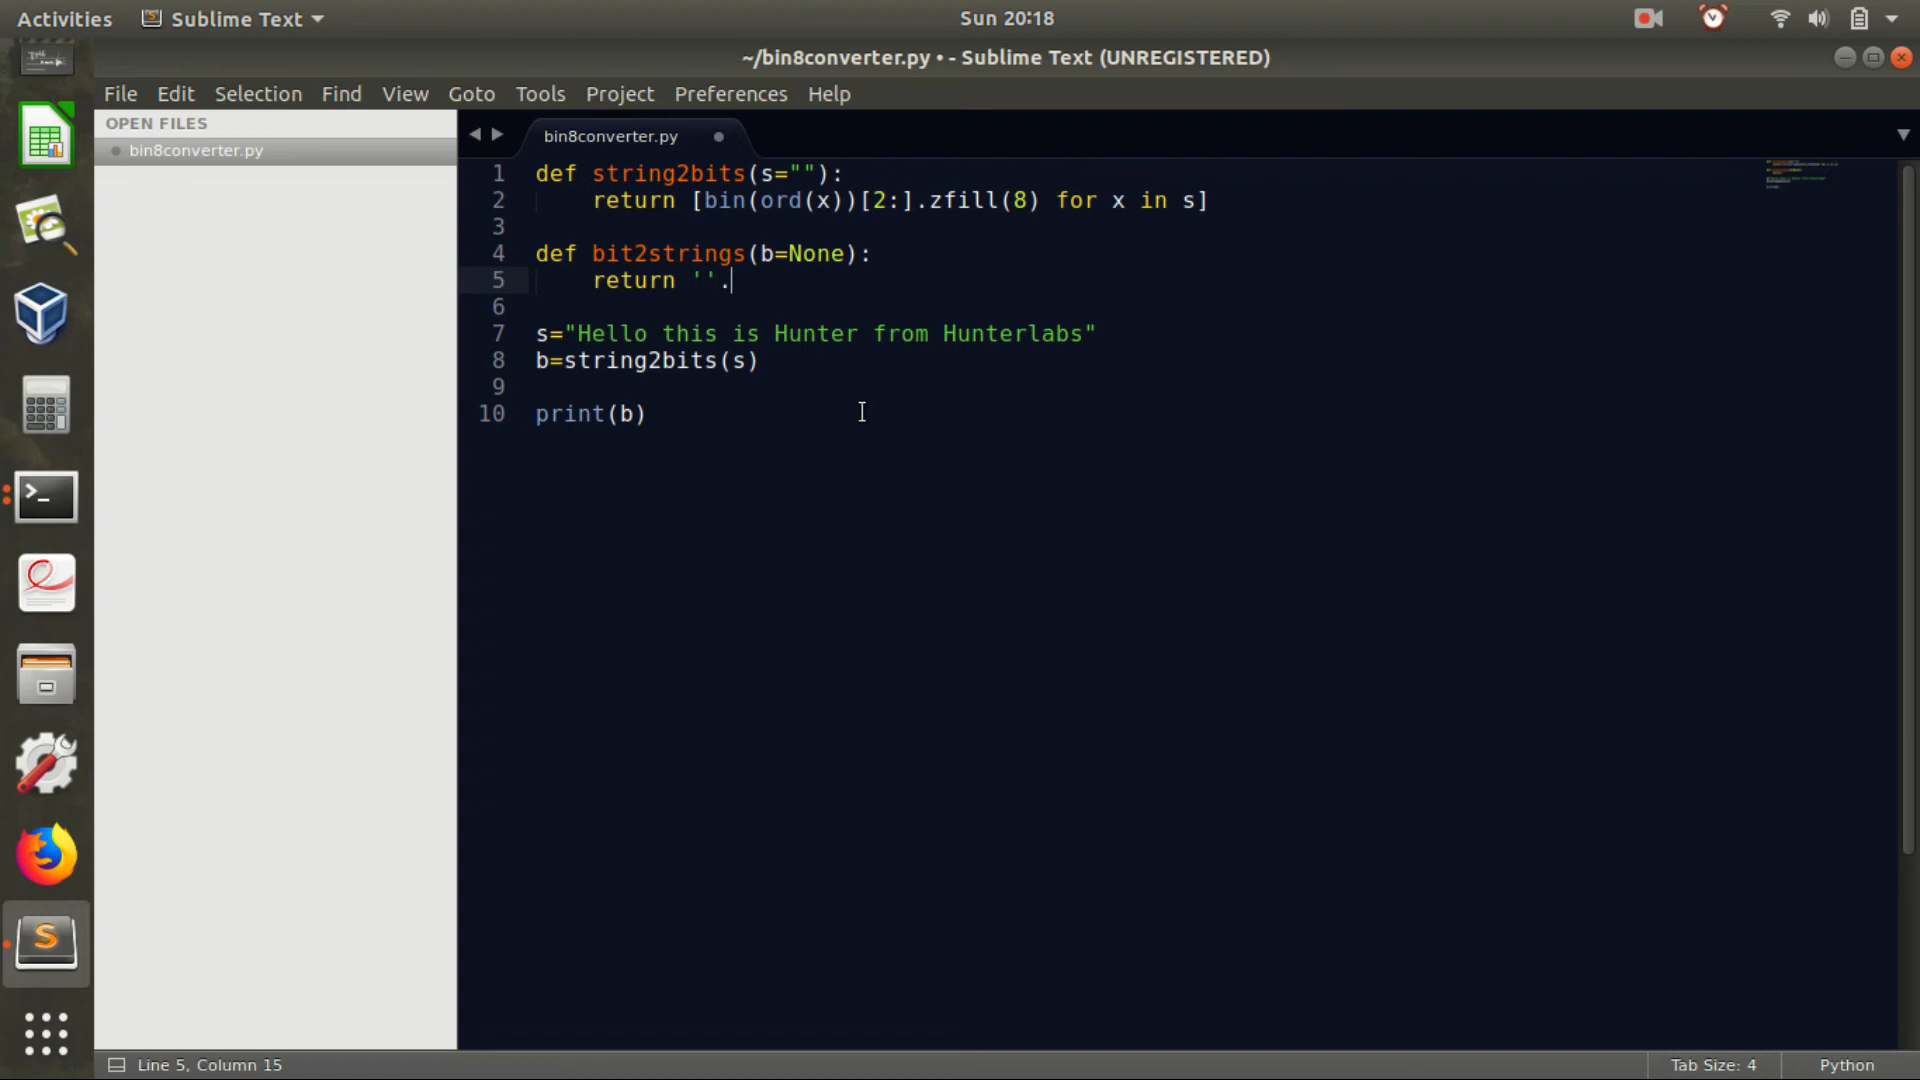 Activities Sublime Text Sun 20:18
~/bin8converter.py • - Sublime Text (UNREGISTERED)
File Edit Selection Find View Goto Tools Project Preferences Help
OPEN FILES
bin8converter.py
bin8converter.py
1 def string2bits(s=""):
2     return [bin(ord(x))[2:].zfill(8) for x in s]
3
4 def bit2strings(b=None):
5     return ''.
6
7 s="Hello this is Hunter from Hunterlabs"
8 b=string2bits(s)
9
10 print(b)
Line 5, Column 15 Tab Size: 4 Python